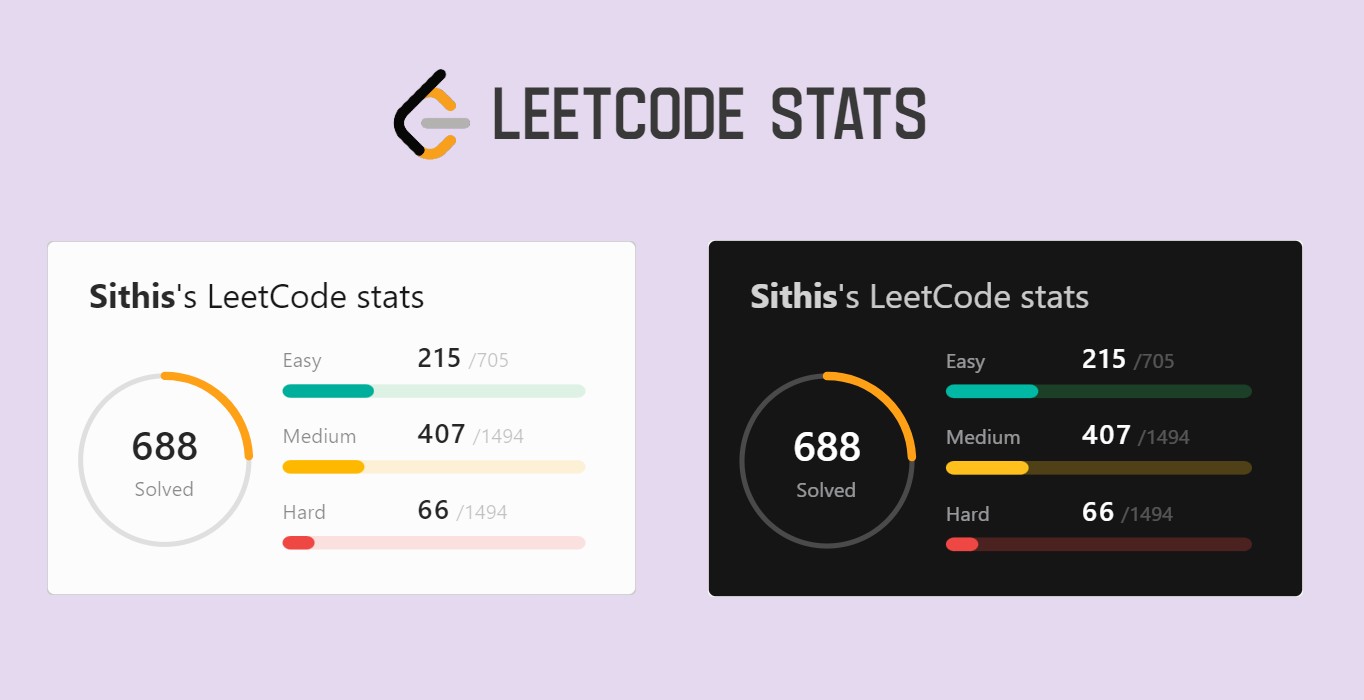 LEETCODE STATS
Sithis's LeetCode stats
Easy 215 /705
688
Solved
Medium 407 /1494
Hard 66 /1494
Sithis's LeetCode stats
Easy 215 /705
688
Solved
Medium 407 /1494
Hard 66 /1494